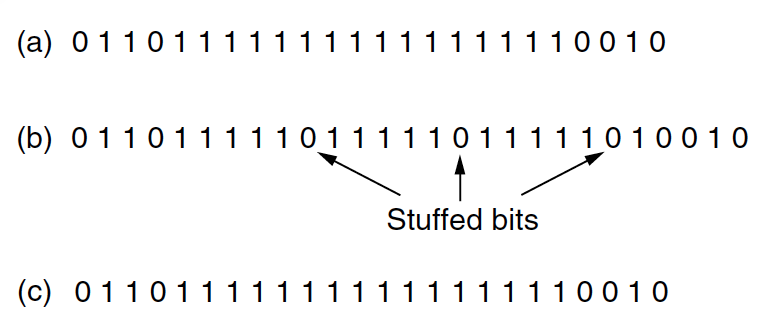 (a) 0 1 1 0 1 1 1 1 1 1 1 1 1 1 1 1 1 1 1 1 0 0 1 0
(b) 0 1 1 0 1 1 1 1 1 0 1 1 1 1 1 0 1 1 1 1 1 0 1 0 0 1 0
Stuffed bits
(c) 0 1 1 0 1 1 1 1 1 1 1 1 1 1 1 1 1 1 1 1 0 0 1 0